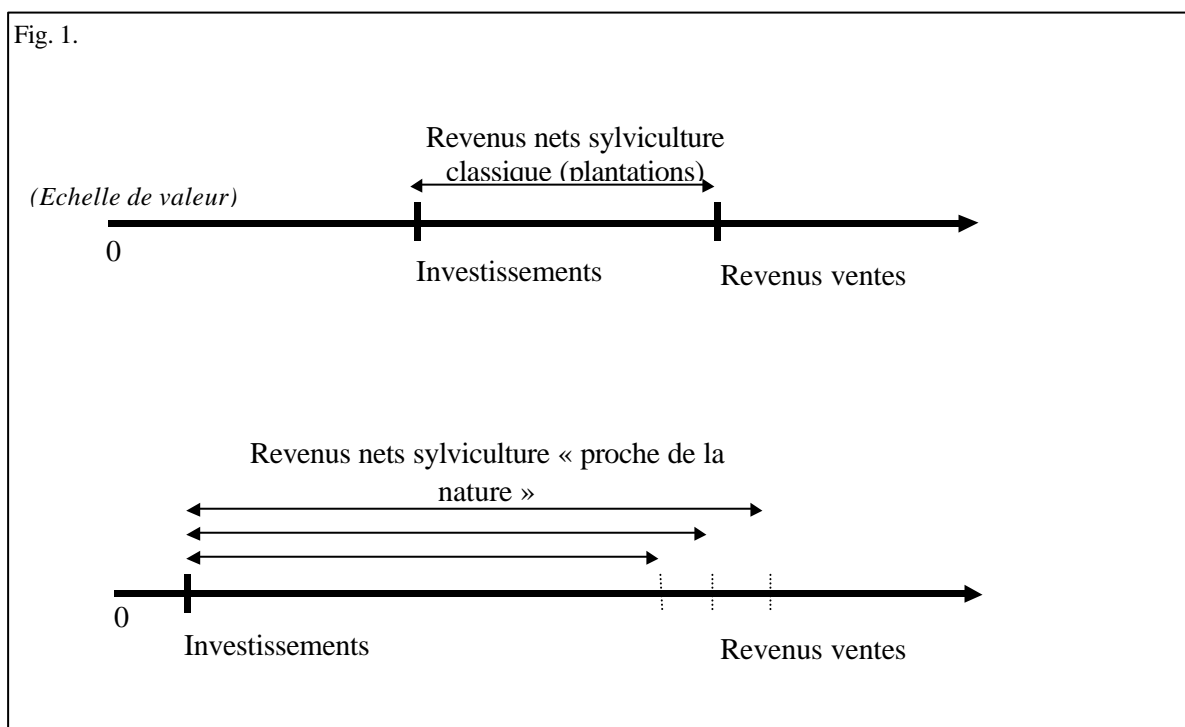 Fig. 1.
Revenus nets sylviculture
classique (plantations)
(Echelle de valeur)
0
Investissements
Revenus ventes
Revenus nets sylviculture « proche de la
nature »
0
Investissements
Revenus ventes